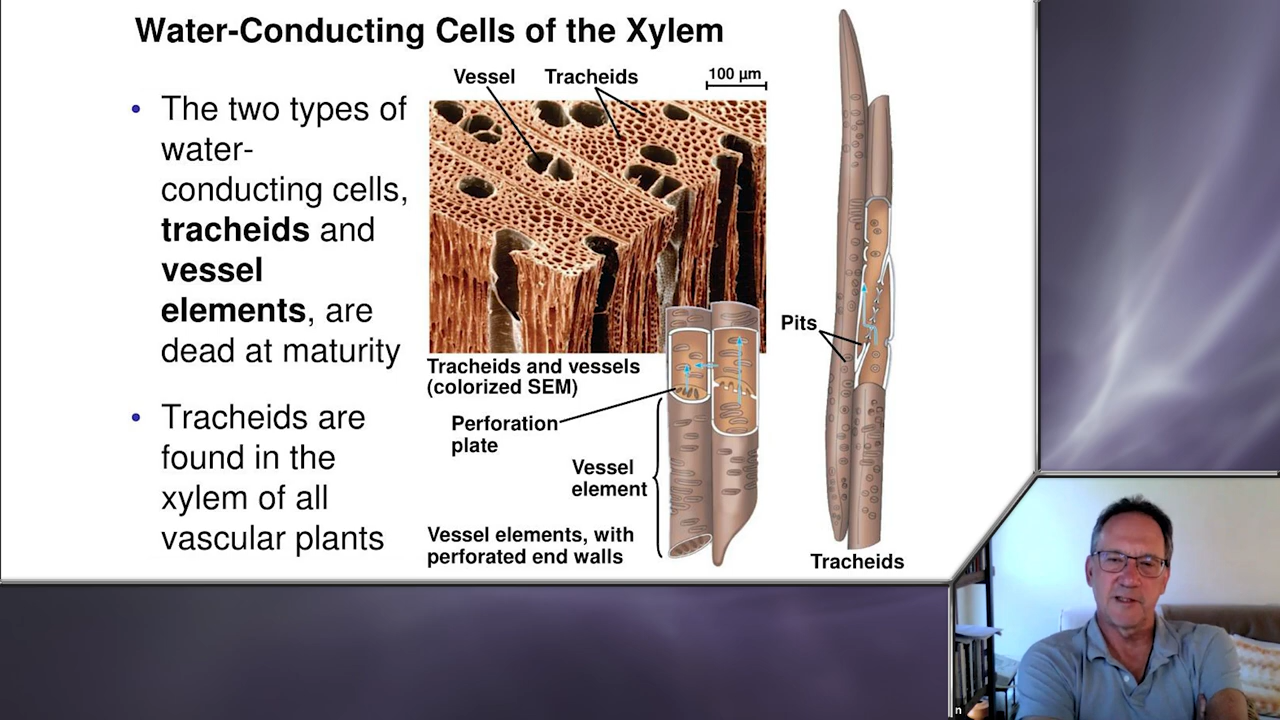 Water-Conducting Cells of the Xylem
• The two types of
water-
conducting cells,
tracheids and
vessel
elements, are
dead at maturity
• Tracheids are
found in the
xylem of all
vascular plants
Vessel
Tracheids
100 µm
Tracheids and vessels
(colorized SEM)
Perforation
plate
Vessel
element
Vessel elements, with
perforated end walls
Pits
Tracheids
n